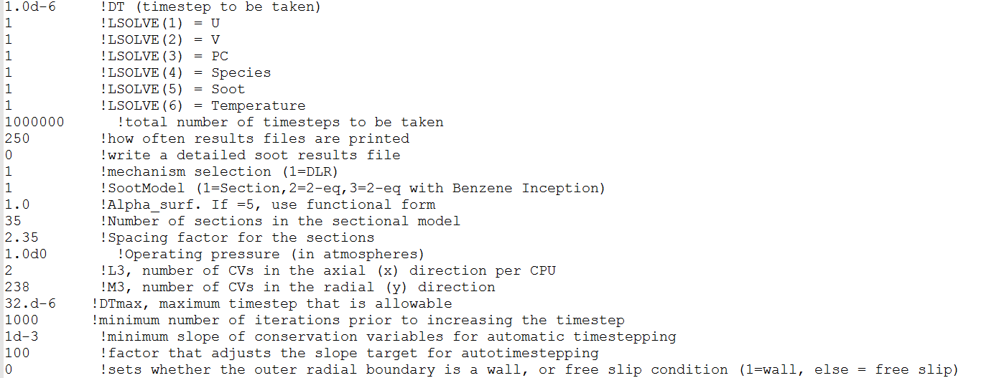 1.0d-6 !DT (timestep to be taken)
1 !LSOLVE(1) = U
1 !LSOLVE(2) = V
1 !LSOLVE(3) = PC
1 !LSOLVE(4) = Species
1 !LSOLVE(5) = Soot
1 !LSOLVE(6) = Temperature
1000000 !total number of timesteps to be taken
250 !how often results files are printed
0 !write a detailed soot results file
1 !mechanism selection (1=DLR)
1 !SootModel (1=Section,2=2-eq,3=2-eq with Benzene Inception)
1.0 !Alpha_surf. If =5, use functional form
35 !Number of sections in the sectional model
2.35 !Spacing factor for the sections
1.0d0 !Operating pressure (in atmospheres)
2 !L3, number of CVs in the axial (x) direction per CPU
238 !M3, number of CVs in the radial (y) direction
32.d-6 !DTmax, maximum timestep that is allowable
1000 !minimum number of iterations prior to increasing the timestep
1d-3 !minimum slope of conservation variables for automatic timestepping
100 !factor that adjusts the slope target for autotimestepping
0 !sets whether the outer radial boundary is a wall, or free slip condition (1=wall, else = free slip)